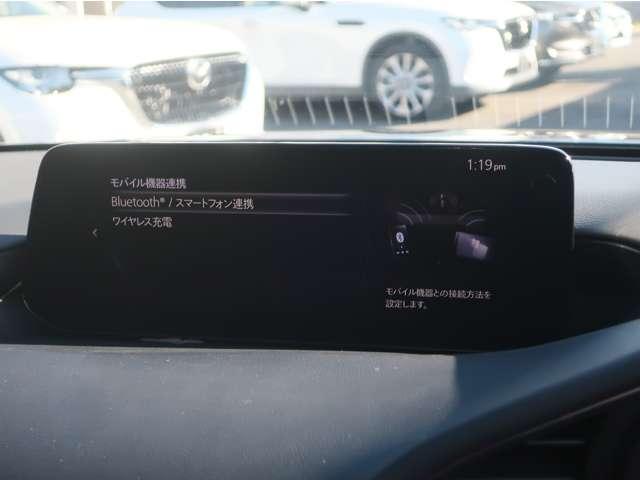 1:19 pm
モバイル機器連携
Bluetooth® / スマートフォン連携
ワイヤレス充電
モバイル機器との接続方法を
設定します。